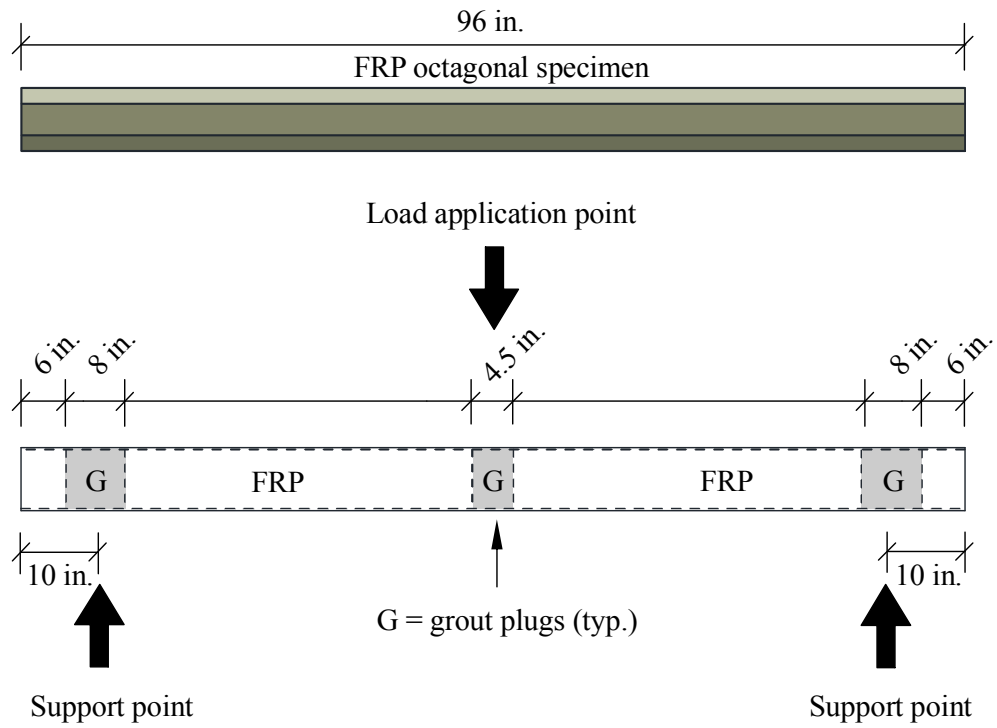 96 in.
FRP octagonal specimen
Load application point
6 in.
8 in.
4.5 in.
8 in.
6 in.
G
FRP
G
FRP
G
10 in.
10 in.
G = grout plugs (typ.)
Support point
Support point